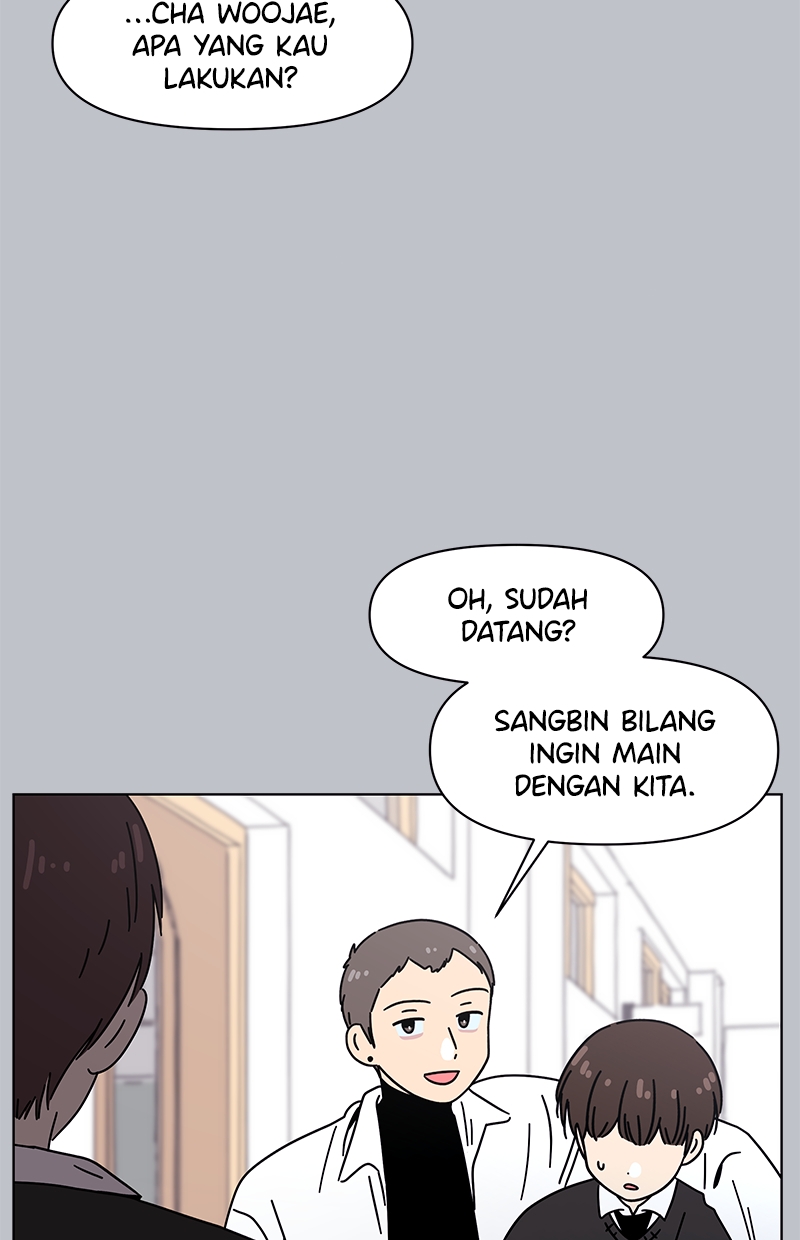 ...CHA WOOJAE,
APA YANG KAU
LAKUKAN?
OH, SUDAH
DATANG?
SANGBIN BILANG
INGIN MAIN
DENGAN KITA.